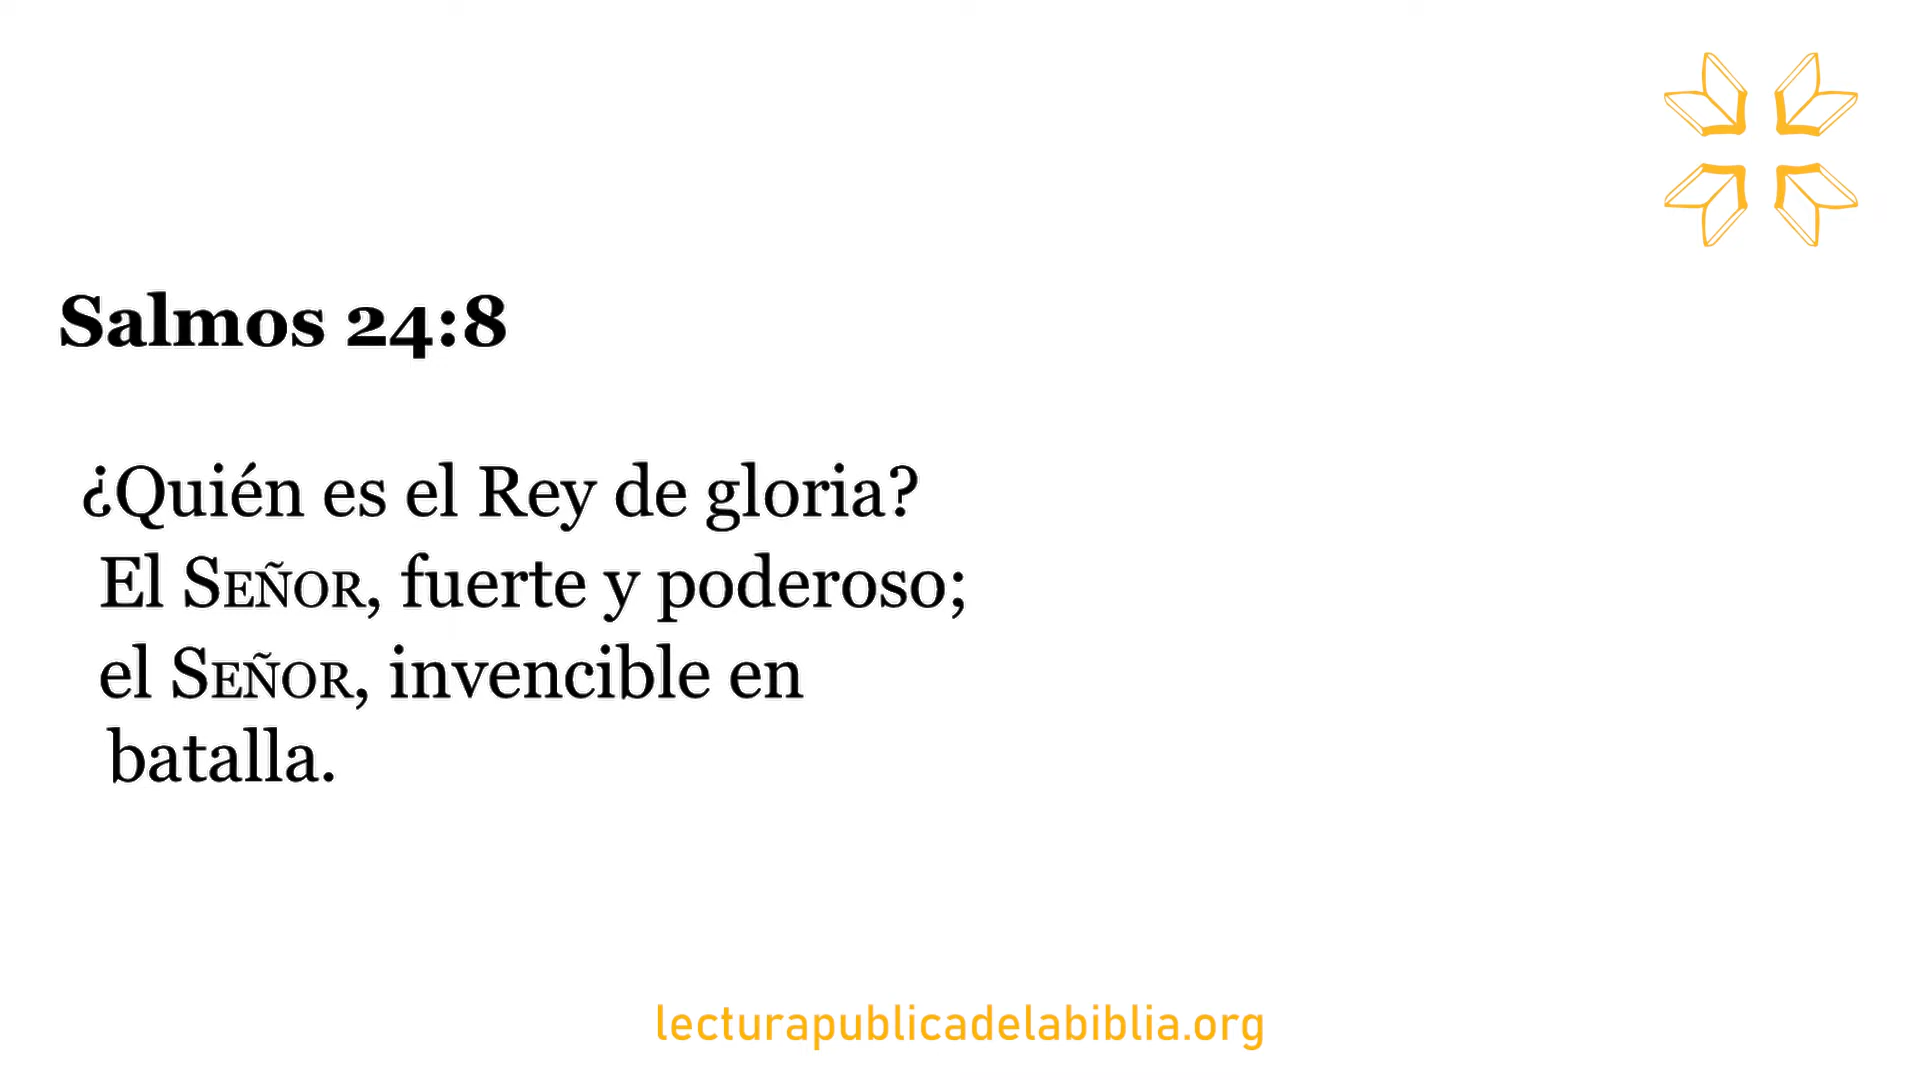 Salmos 24:8
¿Quién es el Rey de gloria?
El SEÑOR, fuerte y poderoso;
el SEÑOR, invencible en
batalla.
lecturapublicadelabiblia.org